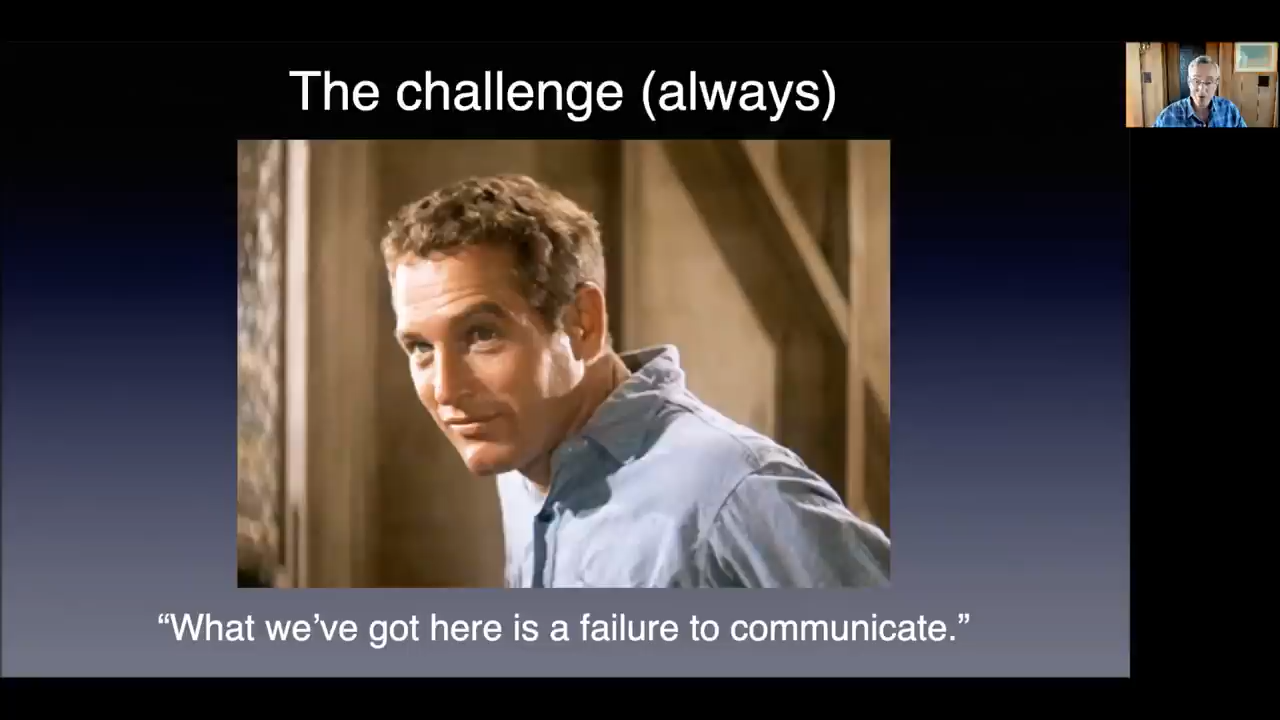 The challenge (always)
“What we’ve got here is a failure to communicate.”